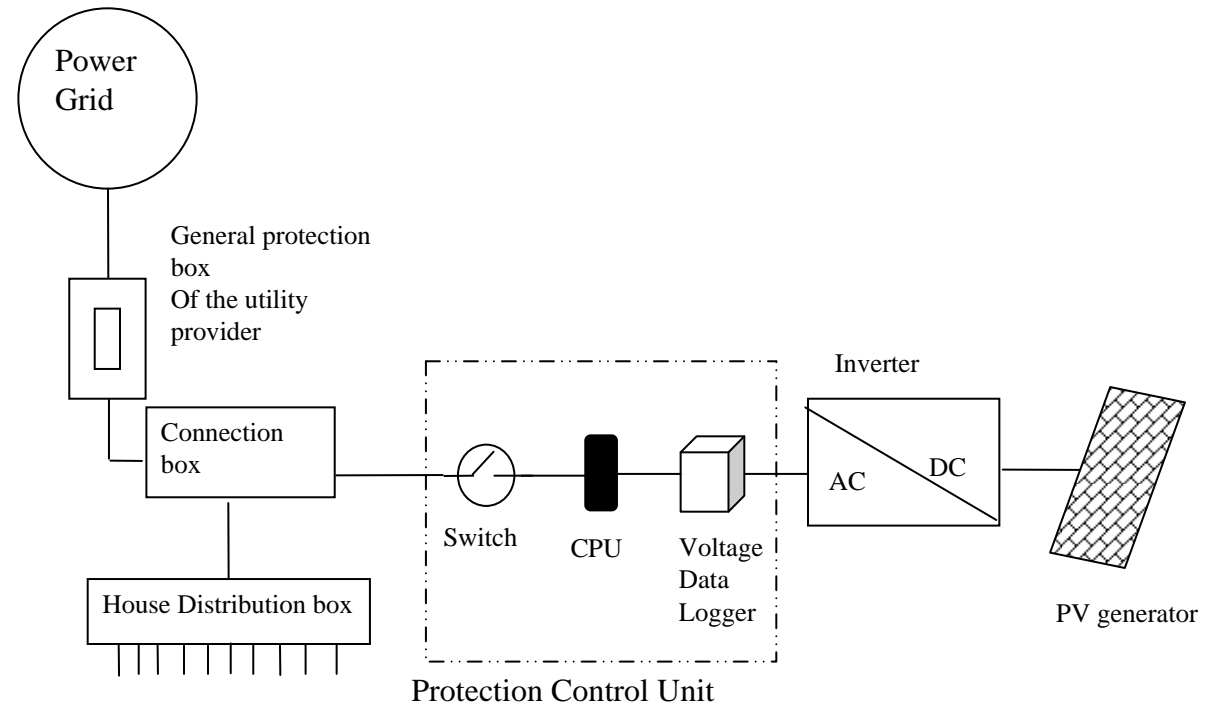 Power
Grid
General protection
box
Of the utility
provider
Connection
box
House Distribution box
Switch
CPU
Voltage
Data
Logger
Protection Control Unit
Inverter
AC
DC
PV generator